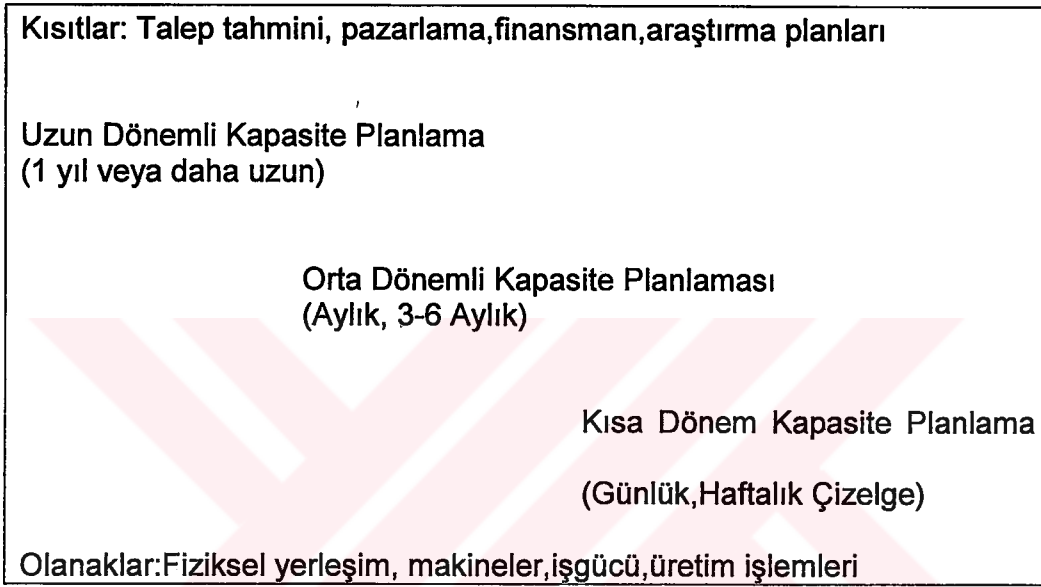 Kısıtlar: Talep tahmini, pazarlama,finansman,araştırma planları
Uzun Dönemli Kapasite Planlama
(1 yıl veya daha uzun)
Orta Dönemli Kapasite Planlaması
(Aylık, 3-6 Aylık)
Kısa Dönem Kapasite Planlama
(Günlük,Haftalık Çizelge)
Olanaklar:Fiziksel yerleşim, makineler,işgücü,üretim işlemleri